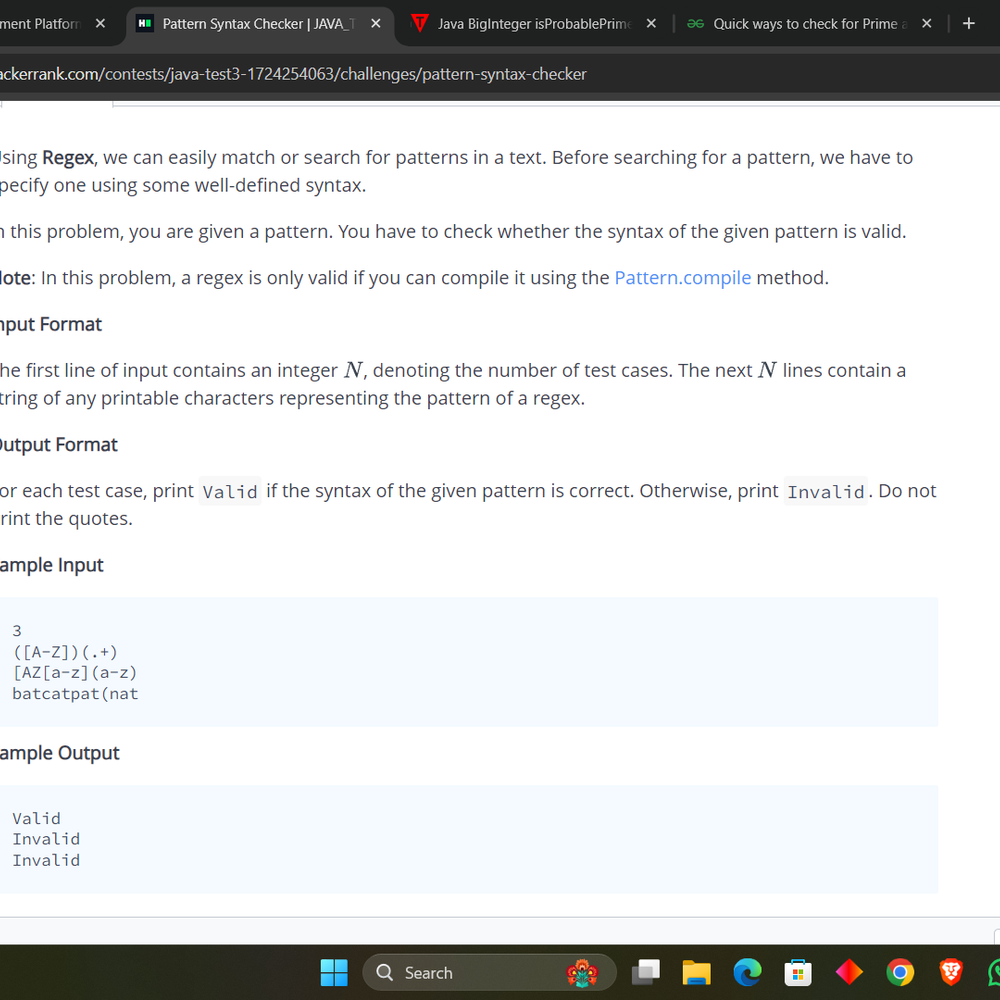 ment Platform
Pattern Syntax Checker | JAVA_T
Java BigInteger isProbablePrime
Quick ways to check for Prime a
ackerrank.com/contests/java-test3-1724254063/challenges/pattern-syntax-checker
sing Regex, we can easily match or search for patterns in a text. Before searching for a pattern, we have to
pecify one using some well-defined syntax.
n this problem, you are given a pattern. You have to check whether the syntax of the given pattern is valid.
lote: In this problem, a regex is only valid if you can compile it using the Pattern.compile method.
nput Format
he first line of input contains an integer N, denoting the number of test cases. The next N lines contain a
tring of any printable characters representing the pattern of a regex.
utput Format
or each test case, print Valid if the syntax of the given pattern is correct. Otherwise, print Invalid. Do not
rint the quotes.
ample Input
3
([A-Z])(.+)
[AZ[a-z](a-z)
batcatpat(nat
ample Output
Valid
Invalid
Invalid
Search